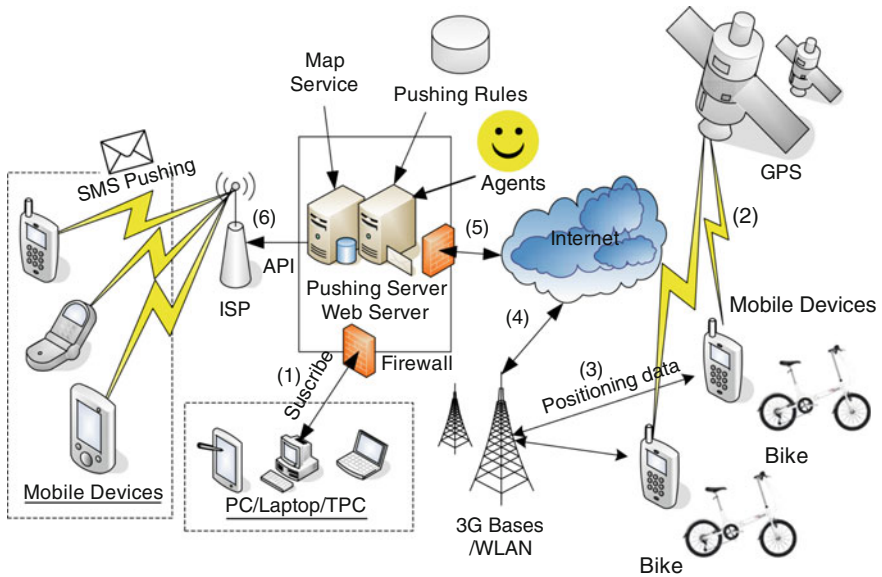 Map
Service
Pushing Rules
SMS Pushing
Agents
GPS
(6)
(5)
(2)
API
Internet
ISP
Pushing Server
Web Server
(4)
Mobile Devices
(1)
Suscribe
Firewall
(3)
Positioning data
Mobile Devices
PC/Laptop/TPC
Bike
3G Bases
/WLAN
Bike